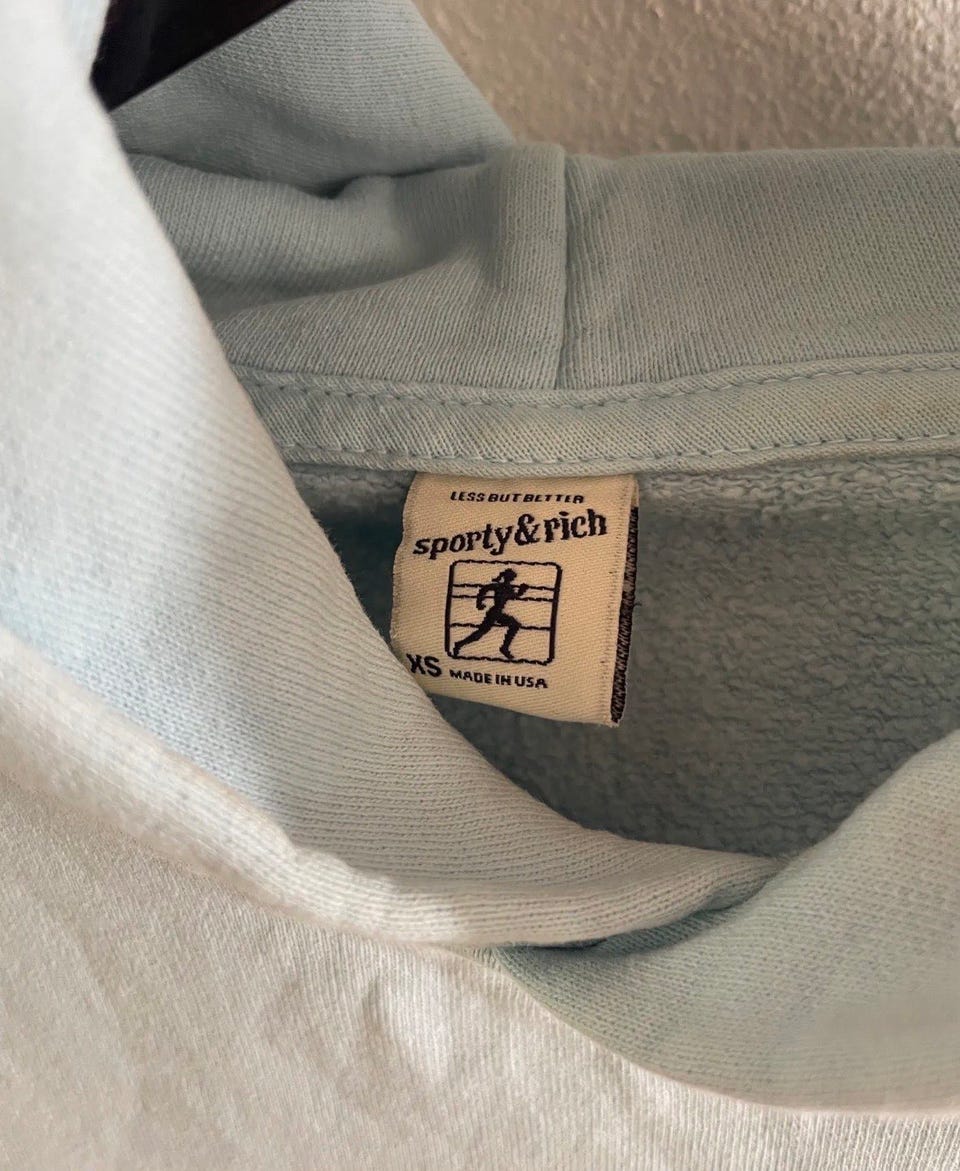 LESS BUT BETTER
sporty&rich
XS MADE IN USA